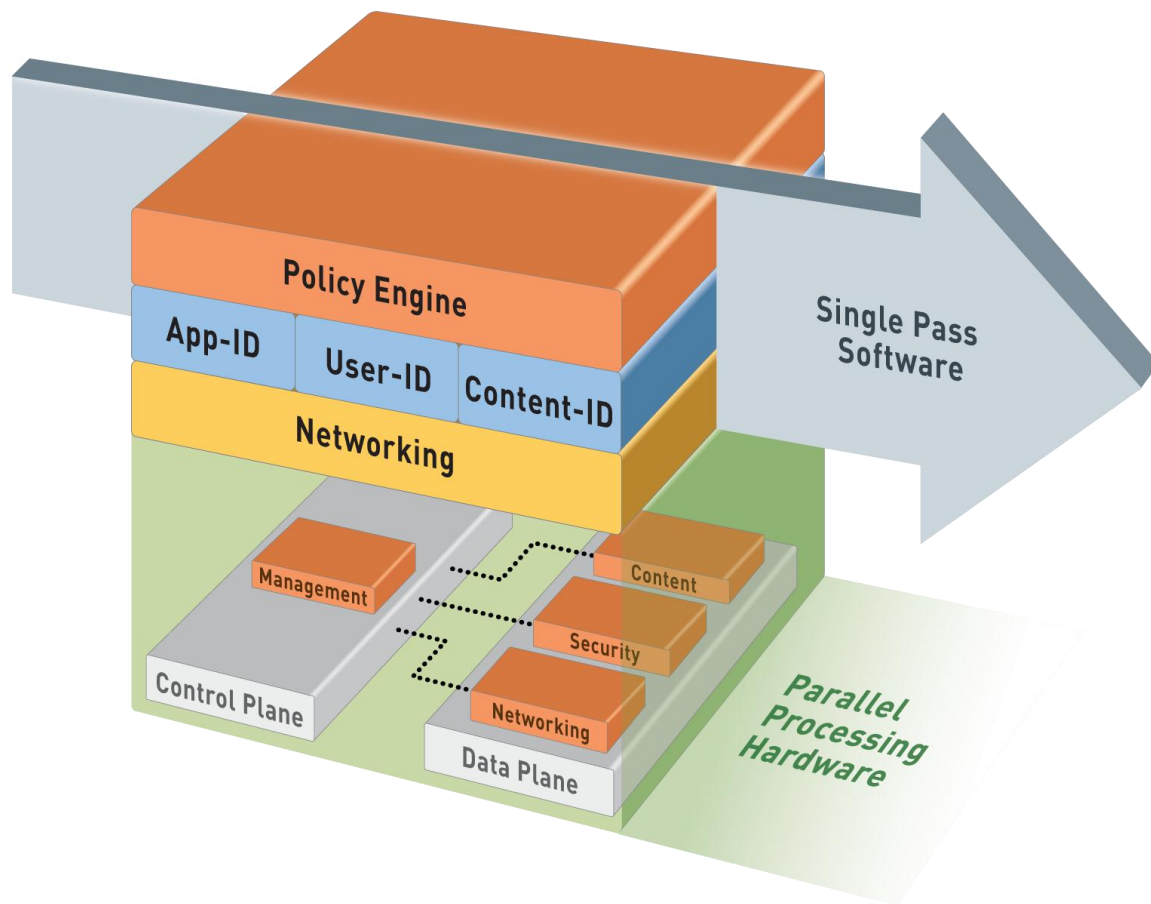 Policy Engine
App-ID
User-ID
Content-ID
Networking
Single Pass
Software
Management
Content
Security
Networking
Control Plane
Data Plane
Parallel
Processing
Hardware